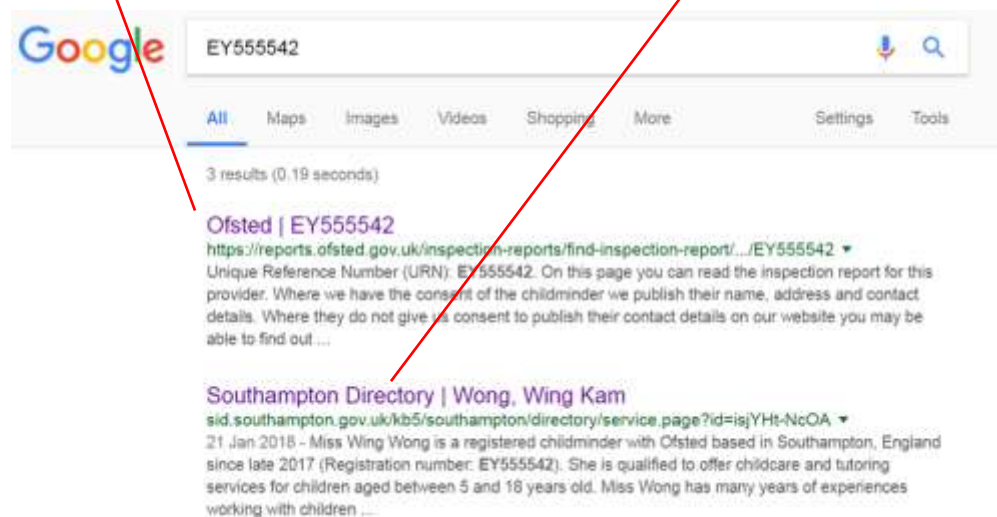 Google EY555542
All Maps Images Videos Shopping More Settings Tools
3 results (0.19 seconds)
Ofsted | EY555542
https://reports.ofsted.gov.uk/inspection-reports/find-inspection-report/.../EY555542
Unique Reference Number (URN): EY555542. On this page you can read the inspection report for this
provider. Where we have the consent of the childminder we publish their name, address and contact
details. Where they do not give us consent to publish their contact details on our website you may be
able to find out ...
Southampton Directory | Wong, Wing Kam
sid.southampton.gov.uk/kb5/southampton/directory/service.page?id=isjYHt-NcOA
21 Jan 2018 - Miss Wing Wong is a registered childminder with Ofsted based in Southampton, England
since late 2017 (Registration number: EY555542). She is qualified to offer childcare and tutoring
services for children aged between 5 and 18 years old. Miss Wong has many years of experiences
working with children ...